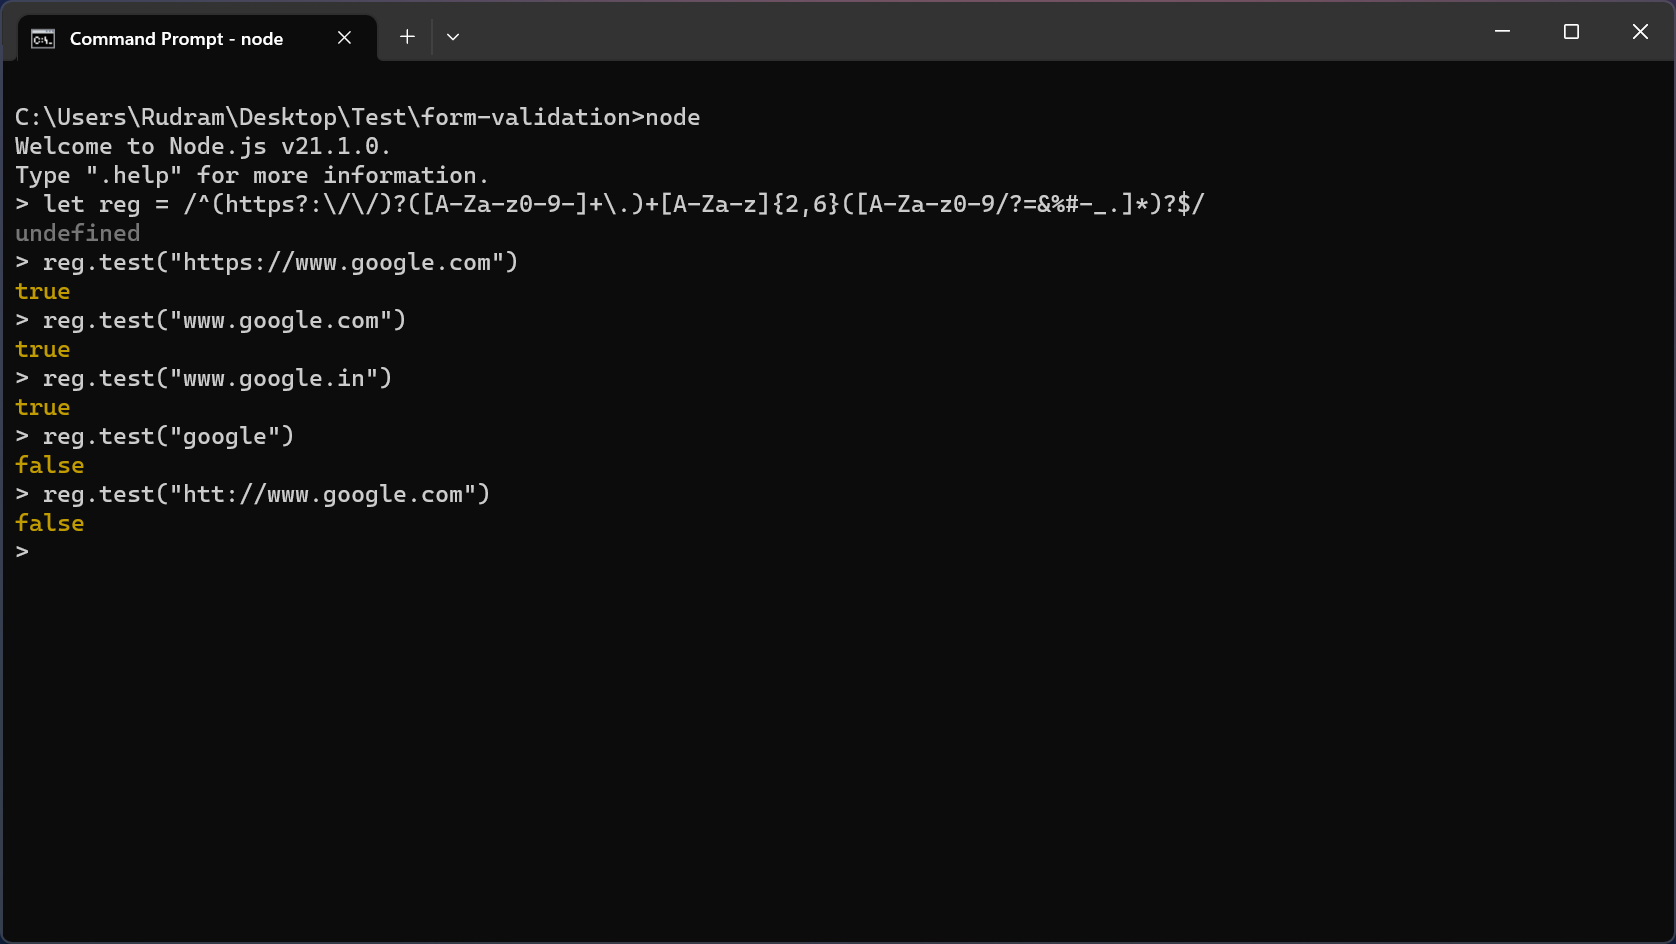 Command Prompt - node
C:\Users\Rudram\Desktop\Test\form-validation>node
Welcome to Node.js v21.1.0.
Type ".help" for more information.
> let reg = /^(https?:\/\/)?([A-Za-z0-9-]+\.)+[A-Za-z]{2,6}([A-Za-z0-9/?=&%#-_.]*)?$/
undefined
> reg.test("https://www.google.com")
true
> reg.test("www.google.com")
true
> reg.test("www.google.in")
true
> reg.test("google")
false
> reg.test("htt://www.google.com")
false
>